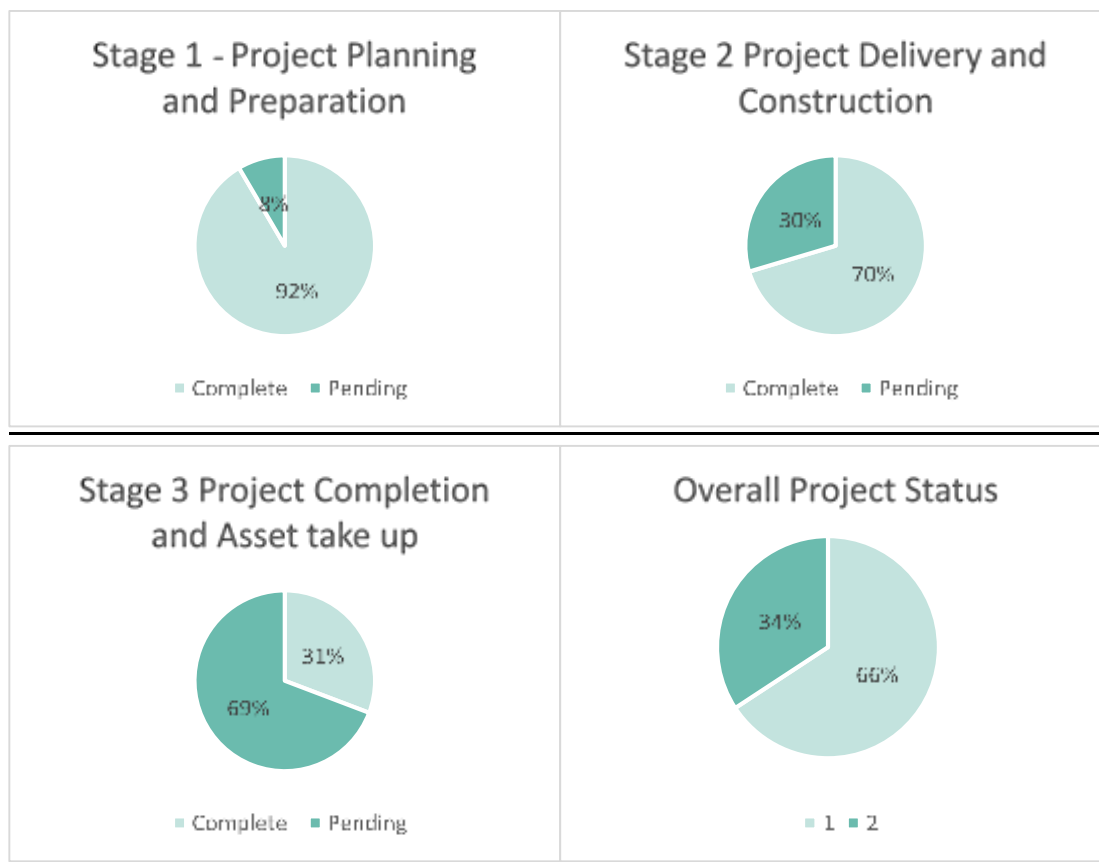 Stage 1 - Project Planning
and Preparation
8%
92%
Complete Pending
Stage 2 Project Delivery and
Construction
30%
70%
Complete Pending
Stage 3 Project Completion
and Asset take up
31%
69%
Complete Pending
Overall Project Status
34%
66%
1 2